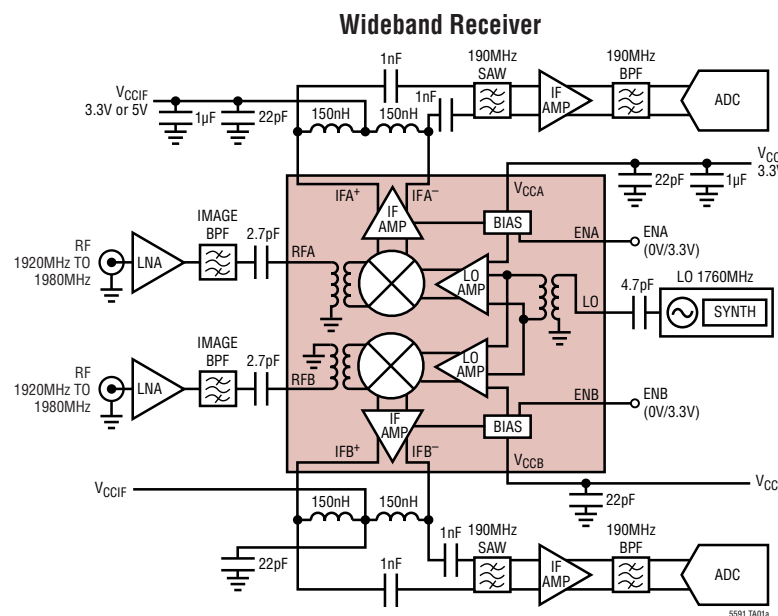 Wideband Receiver
1nF
190MHz
SAW
IF
AMP
190MHz
BPF
ADC
VCCIF
3.3V or 5V
1µF
22pF
150nH
150nH
1nF
VCC
3.3V
22pF
1µF
IFA+
IFA–
VCCA
IF
AMP
BIAS
ENA
ENA
(0V/3.3V)
RF
1920MHz TO
1980MHz
LNA
IMAGE
BPF
2.7pF
RFA
LO
AMP
LO
4.7pF
LO 1760MHz
SYNTH
RF
1920MHz TO
1980MHz
LNA
IMAGE
BPF
2.7pF
RFB
LO
AMP
ENB
ENB
(0V/3.3V)
IF
AMP
BIAS
IFB+
IFB–
VCCB
VCCIF
VCC
22pF
150nH
150nH
22pF
1nF
1nF
190MHz
SAW
IF
AMP
190MHz
BPF
ADC
5591 TA01a